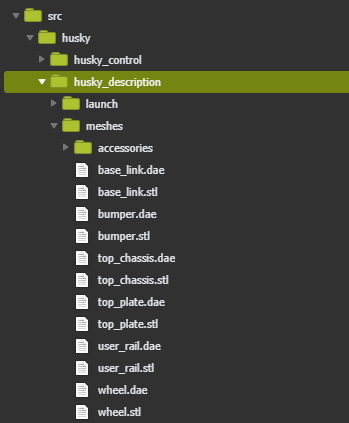 src
husky
husky_control
husky_description
launch
meshes
accessories
base_link.dae
base_link.stl
bumper.dae
bumper.stl
top_chassis.dae
top_chassis.stl
top_plate.dae
top_plate.stl
user_rail.dae
user_rail.stl
wheel.dae
wheel.stl